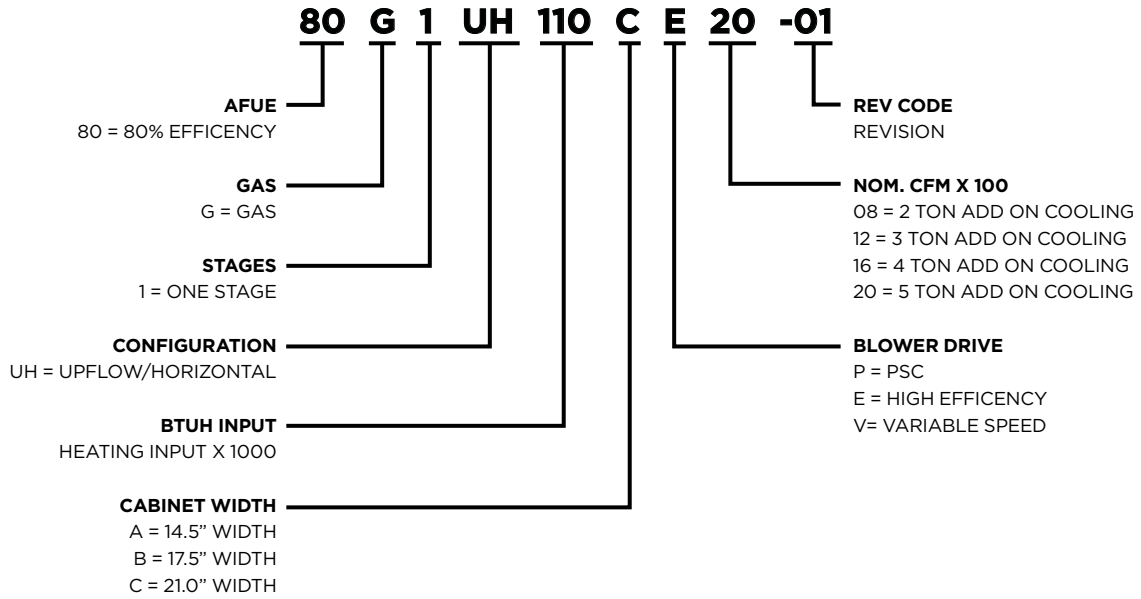 80 G 1 UH 110 C E 20 -01
AFUE
80 = 80% EFFICENCY
GAS
G = GAS
STAGES
1 = ONE STAGE
CONFIGURATION
UH = UPFLOW/HORIZONTAL
BTUH INPUT
HEATING INPUT X 1000
CABINET WIDTH
A = 14.5” WIDTH
B = 17.5” WIDTH
C = 21.0” WIDTH
REV CODE
REVISION
NOM. CFM X 100
08 = 2 TON ADD ON COOLING
12 = 3 TON ADD ON COOLING
16 = 4 TON ADD ON COOLING
20 = 5 TON ADD ON COOLING
BLOWER DRIVE
P = PSC
E = HIGH EFFICENCY
V= VARIABLE SPEED